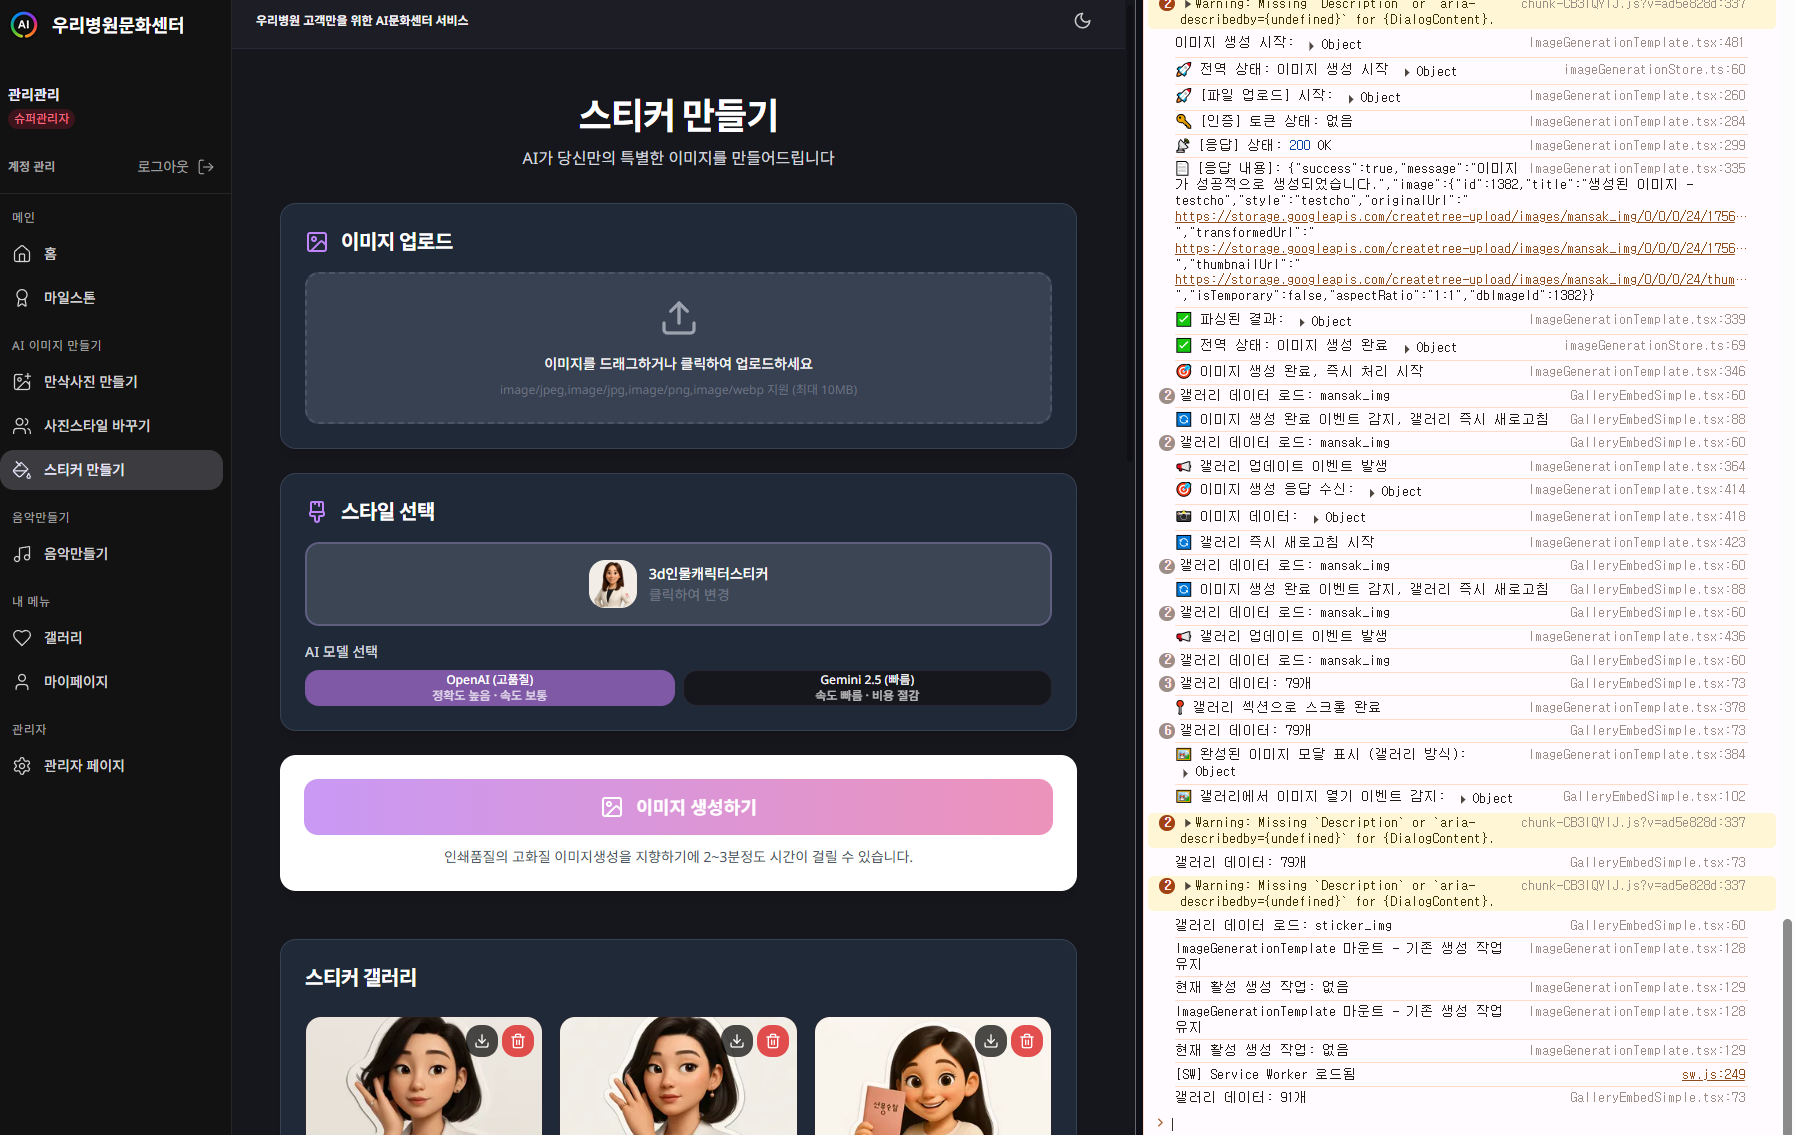 AI 우리병원문화센터
관리관리
슈퍼관리자
계정 관리
로그아웃
메인
홈
마일스톤
AI 이미지 만들기
만삭사진 만들기
사진스타일 바꾸기
스티커 만들기
음악만들기
음악만들기
내 메뉴
갤러리
마이페이지
관리자
관리자 페이지
우리병원 고객만을 위한 AI문화센터 서비스
스티커 만들기
AI가 당신만의 특별한 이미지를 만들어드립니다
이미지 업로드
이미지를 드래그하거나 클릭하여 업로드하세요
image/jpeg,image/jpg,image/png,image/webp 지원 (최대 10MB)
스타일 선택
3d인물캐릭터스티커
클릭하여 변경
AI 모델 선택
OpenAI (고품질)
정확도 높음 · 속도 보통
Gemini 2.5 (빠름)
속도 빠름 · 비용 절감
이미지 생성하기
인쇄품질의 고화질 이미지생성을 지향하기에 2~3분정도 시간이 걸릴 수 있습니다.
스티커 갤러리
산모수첩
2 Warning: Missing `Description` or `aria- chunk-CB3IQYIJ.js?v=ad5e828d:337
describedby={undefined}` for {DialogContent}.
이미지 생성 시작: Object ImageGenerationTemplate.tsx:481
🚀 전역 상태: 이미지 생성 시작 Object imageGenerationStore.ts:60
🚀 [파일 업로드] 시작: Object ImageGenerationTemplate.tsx:260
🔑 [인증] 토큰 상태: 없음 ImageGenerationTemplate.tsx:284
📡 [응답] 상태: 200 OK ImageGenerationTemplate.tsx:299
📄 [응답 내용]: {"success":true,"message":"이미지 ImageGenerationTemplate.tsx:335
가 성공적으로 생성되었습니다.","image":{"id":1382,"title":"생성된 이미지 -
testcho","style":"testcho","originalUrl":"
https://storage.googleapis.com/createtree-upload/images/mansak_img/0/0/0/24/1756…
","transformedUrl":"
https://storage.googleapis.com/createtree-upload/images/mansak_img/0/0/0/24/1756…
","thumbnailUrl":"
https://storage.googleapis.com/createtree-upload/images/mansak_img/0/0/0/24/thum…
","isTemporary":false,"aspectRatio":"1:1","dbImageId":1382}}
✅ 파싱된 결과: Object ImageGenerationTemplate.tsx:339
✅ 전역 상태: 이미지 생성 완료 Object imageGenerationStore.ts:69
🎯 이미지 생성 완료, 즉시 처리 시작 ImageGenerationTemplate.tsx:346
2 갤러리 데이터 로드: mansak_img GalleryEmbedSimple.tsx:60
🔄 이미지 생성 완료 이벤트 감지, 갤러리 즉시 새로고침 GalleryEmbedSimple.tsx:88
2 갤러리 데이터 로드: mansak_img GalleryEmbedSimple.tsx:60
📢 갤러리 업데이트 이벤트 발생 ImageGenerationTemplate.tsx:364
🎯 이미지 생성 응답 수신: Object ImageGenerationTemplate.tsx:414
📷 이미지 데이터: Object ImageGenerationTemplate.tsx:418
🔄 갤러리 즉시 새로고침 시작 ImageGenerationTemplate.tsx:423
2 갤러리 데이터 로드: mansak_img GalleryEmbedSimple.tsx:60
🔄 이미지 생성 완료 이벤트 감지, 갤러리 즉시 새로고침 GalleryEmbedSimple.tsx:88
2 갤러리 데이터 로드: mansak_img GalleryEmbedSimple.tsx:60
📢 갤러리 업데이트 이벤트 발생 ImageGenerationTemplate.tsx:436
2 갤러리 데이터 로드: mansak_img GalleryEmbedSimple.tsx:60
3 갤러리 데이터: 79개 GalleryEmbedSimple.tsx:73
📍 갤러리 섹션으로 스크롤 완료 ImageGenerationTemplate.tsx:378
6 갤러리 데이터: 79개 GalleryEmbedSimple.tsx:73
🖼️ 완성된 이미지 모달 표시 (갤러리 방식): ImageGenerationTemplate.tsx:384
Object
🖼️ 갤러리에서 이미지 열기 이벤트 감지: Object GalleryEmbedSimple.tsx:102
2 Warning: Missing `Description` or `aria- chunk-CB3IQYIJ.js?v=ad5e828d:337
describedby={undefined}` for {DialogContent}.
갤러리 데이터: 79개 GalleryEmbedSimple.tsx:73
2 Warning: Missing `Description` or `aria- chunk-CB3IQYIJ.js?v=ad5e828d:337
describedby={undefined}` for {DialogContent}.
갤러리 데이터 로드: sticker_img GalleryEmbedSimple.tsx:60
ImageGenerationTemplate 마운트 - 기존 생성 작업 ImageGenerationTemplate.tsx:128
유지
현재 활성 생성 작업: 없음 ImageGenerationTemplate.tsx:129
ImageGenerationTemplate 마운트 - 기존 생성 작업 ImageGenerationTemplate.tsx:128
유지
현재 활성 생성 작업: 없음 ImageGenerationTemplate.tsx:129
[SW] Service Worker 로드됨 sw.js:249
갤러리 데이터: 91개 GalleryEmbedSimple.tsx:73